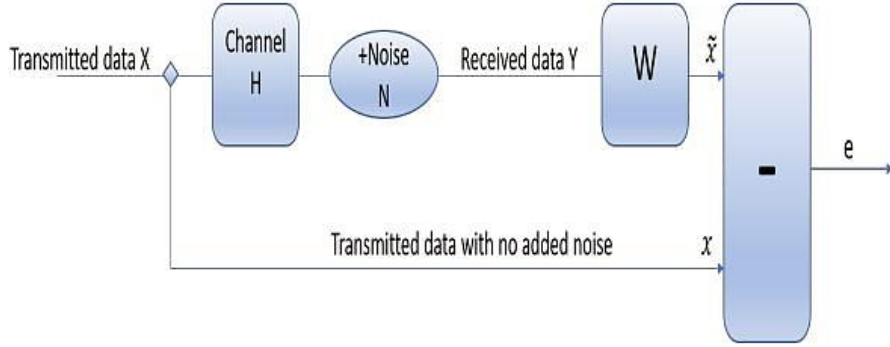 Transmitted data X
Channel
H
+Noise
N
Received data Y
W
x̃
-
e
Transmitted data with no added noise
x